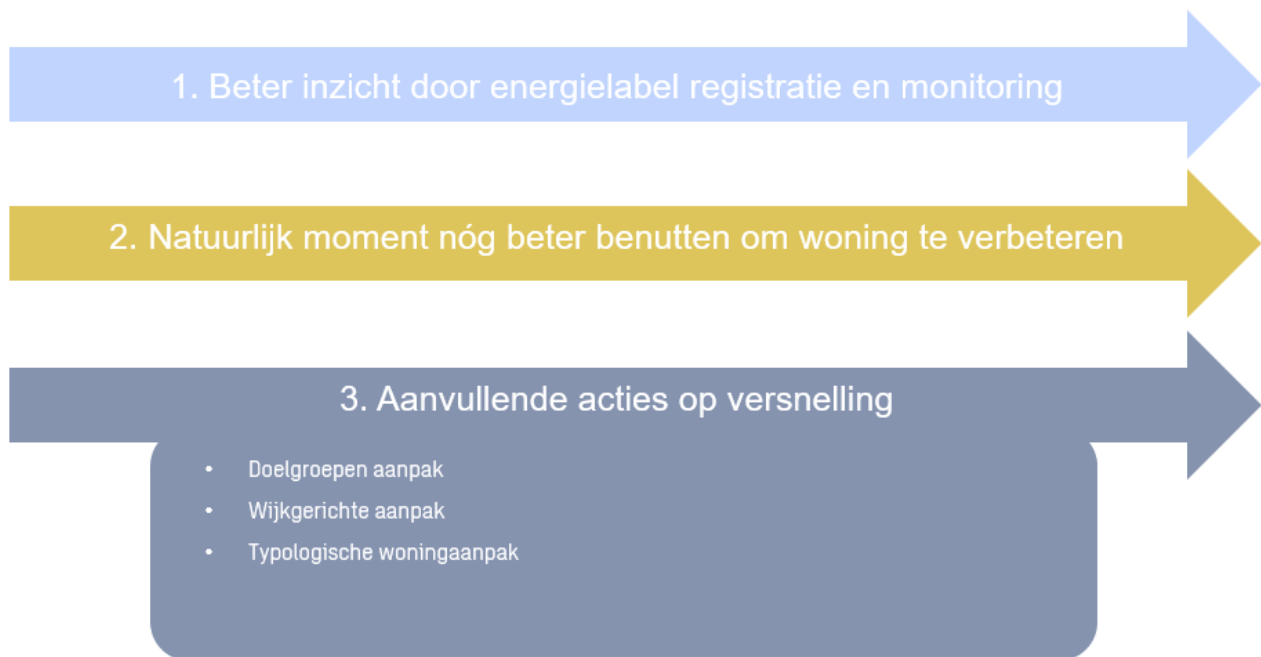 1. Beter inzicht door energielabel registratie en monitoring
2. Natuurlijk moment nóg beter benutten om woning te verbeteren
3. Aanvullende acties op versnelling
• Doelgroepen aanpak
• Wijkgerichte aanpak
• Typologische woningaanpak